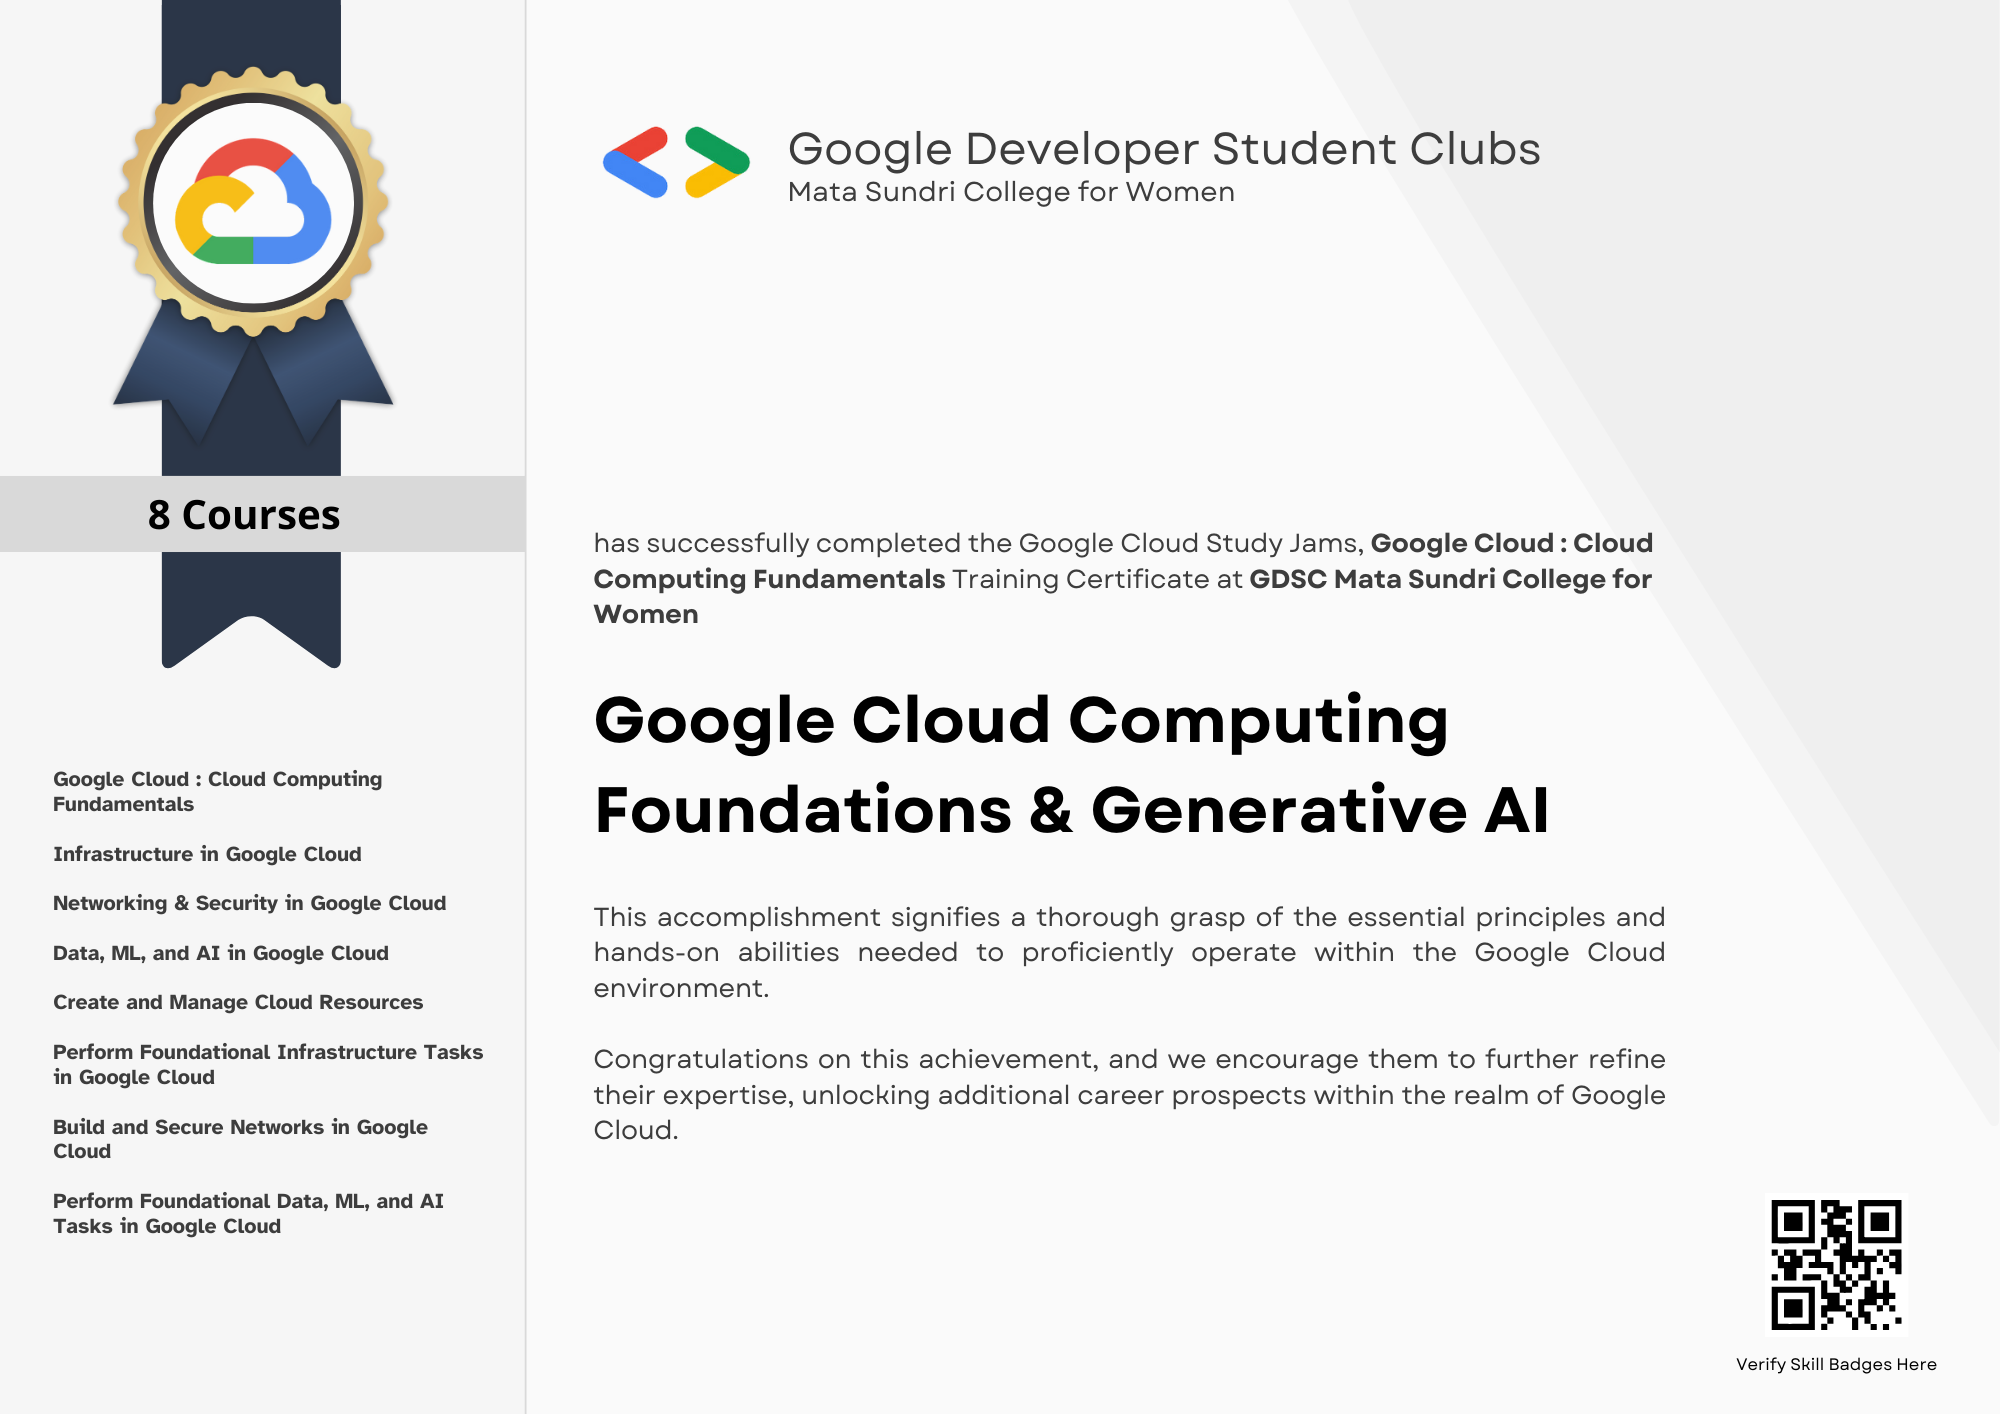 8 Courses
Google Cloud : Cloud Computing
Fundamentals
Infrastructure in Google Cloud
Networking & Security in Google Cloud
Data, ML, and AI in Google Cloud
Create and Manage Cloud Resources
Perform Foundational Infrastructure Tasks
in Google Cloud
Build and Secure Networks in Google
Cloud
Perform Foundational Data, ML, and AI
Tasks in Google Cloud
Google Developer Student Clubs
Mata Sundri College for Women
has successfully completed the Google Cloud Study Jams, Google Cloud : Cloud
Computing Fundamentals Training Certificate at GDSC Mata Sundri College for
Women
Google Cloud Computing
Foundations & Generative AI
This accomplishment signifies a thorough grasp of the essential principles and
hands-on abilities needed to proficiently operate within the Google Cloud
environment.
Congratulations on this achievement, and we encourage them to further refine
their expertise, unlocking additional career prospects within the realm of Google
Cloud.
Verify Skill Badges Here